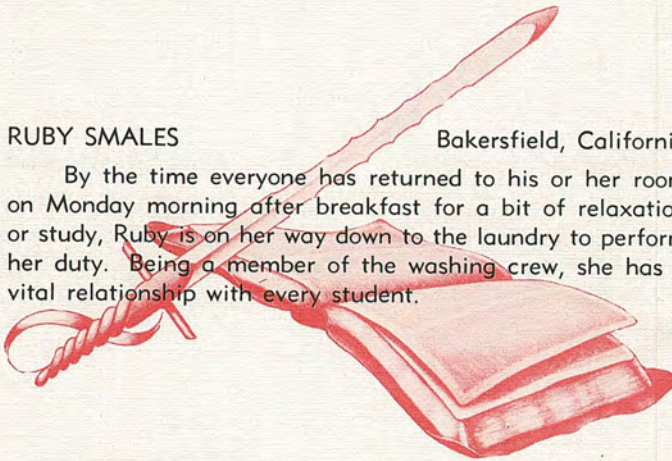 RUBY SMALES Bakersfield, Californi
By the time everyone has returned to his or her roor
on Monday morning after breakfast for a bit of relaxatio
or study, Ruby is on her way down to the laundry to perforr
her duty. Being a member of the washing crew, she has
vital relationship with every student.